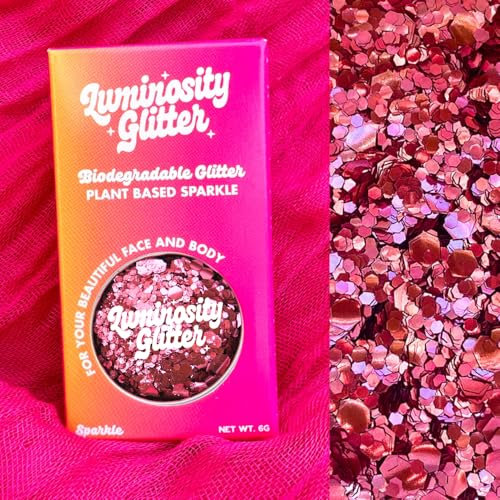 Luminosity
Glitter
Biodegradable Glitter
PLANT BASED SPARKLE
FOR YOUR BEAUTIFUL FACE AND BODY
Luminosity
Glitter
Sparkle
NET WT. 6G